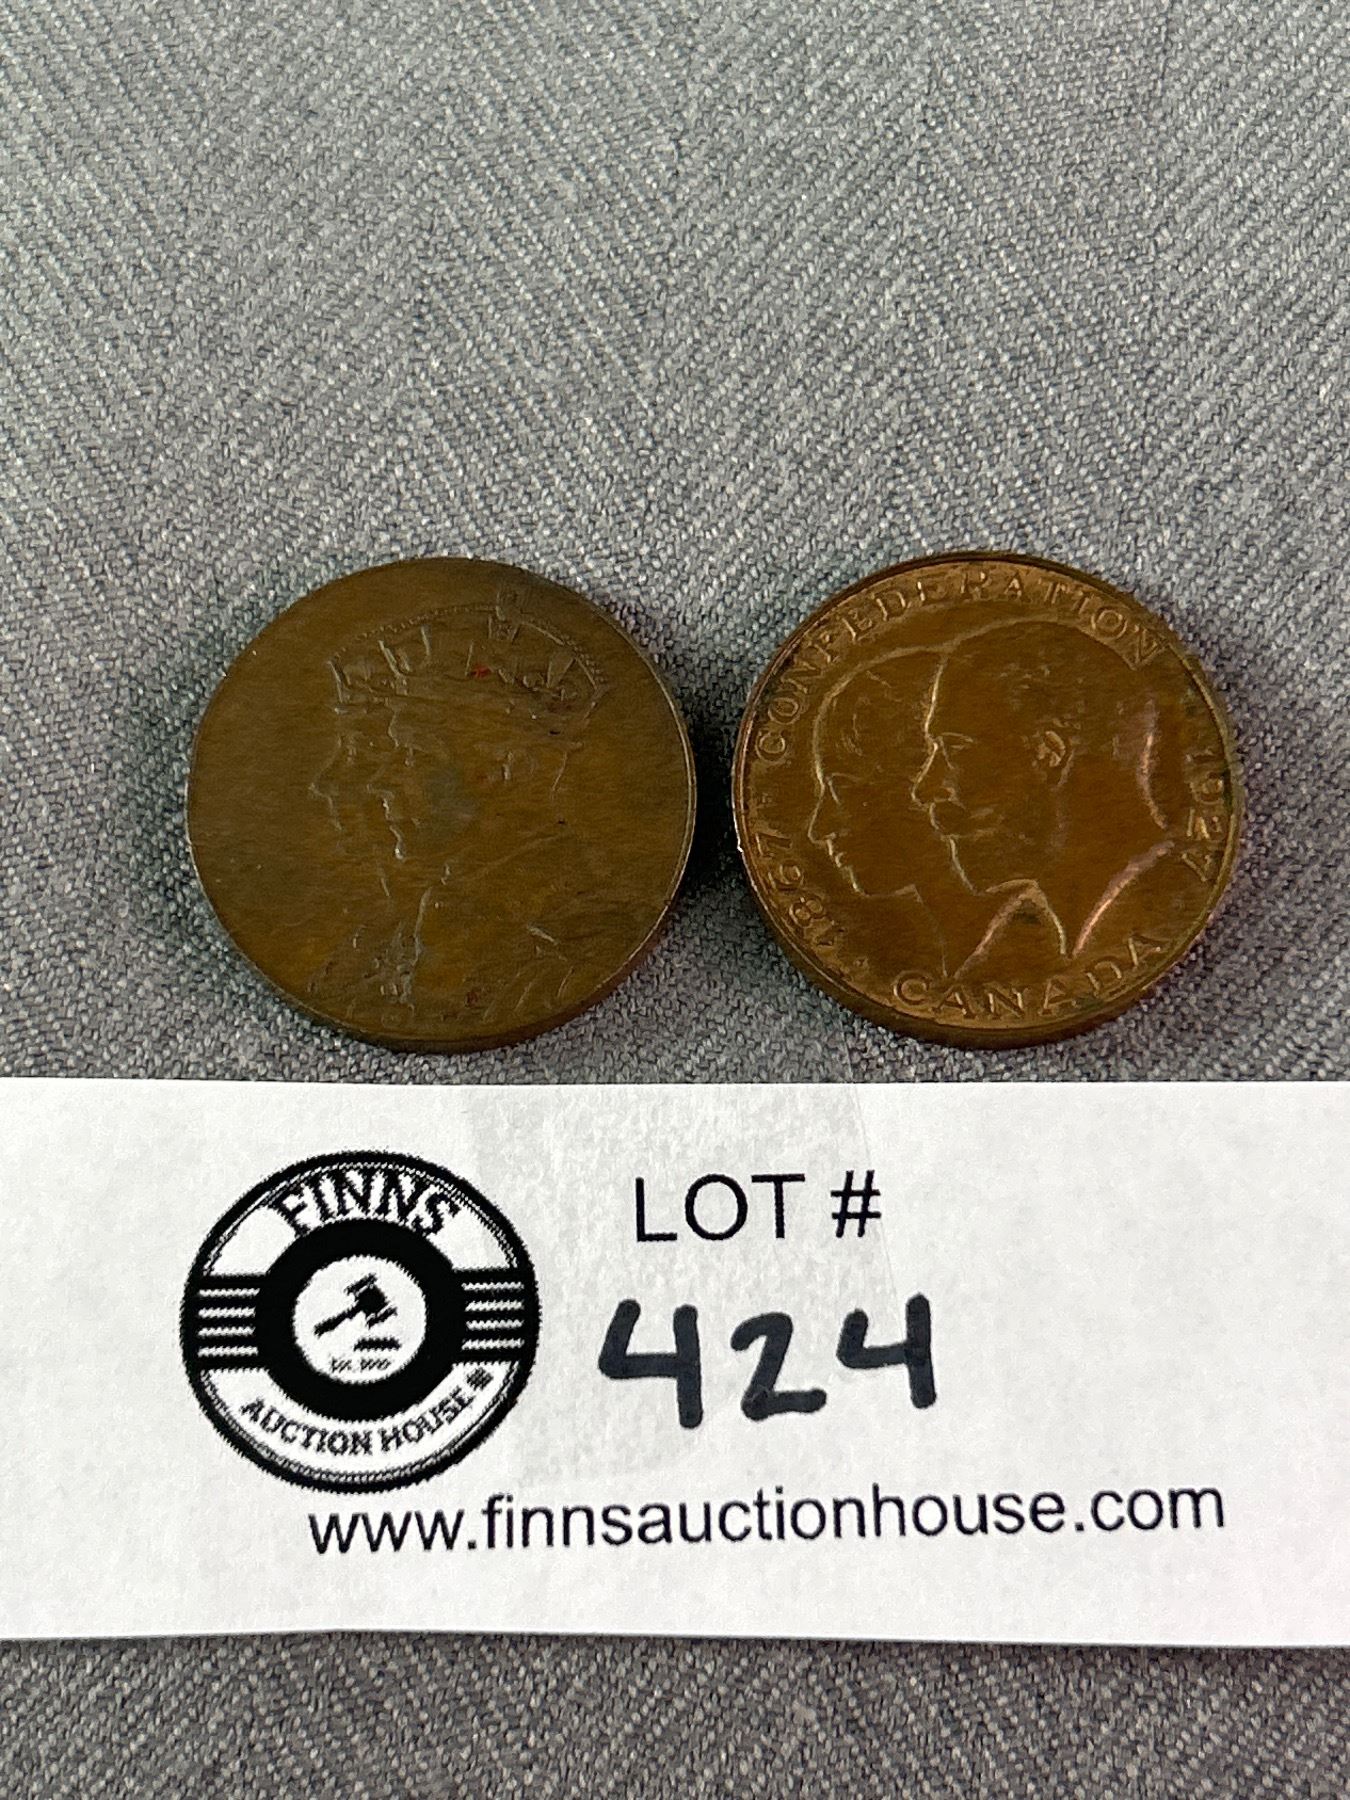 1867 CONFEDERATION 1927
CANADA
FINNS
AUCTION HOUSE
LOT #
424
www.finnsauctionhouse.com